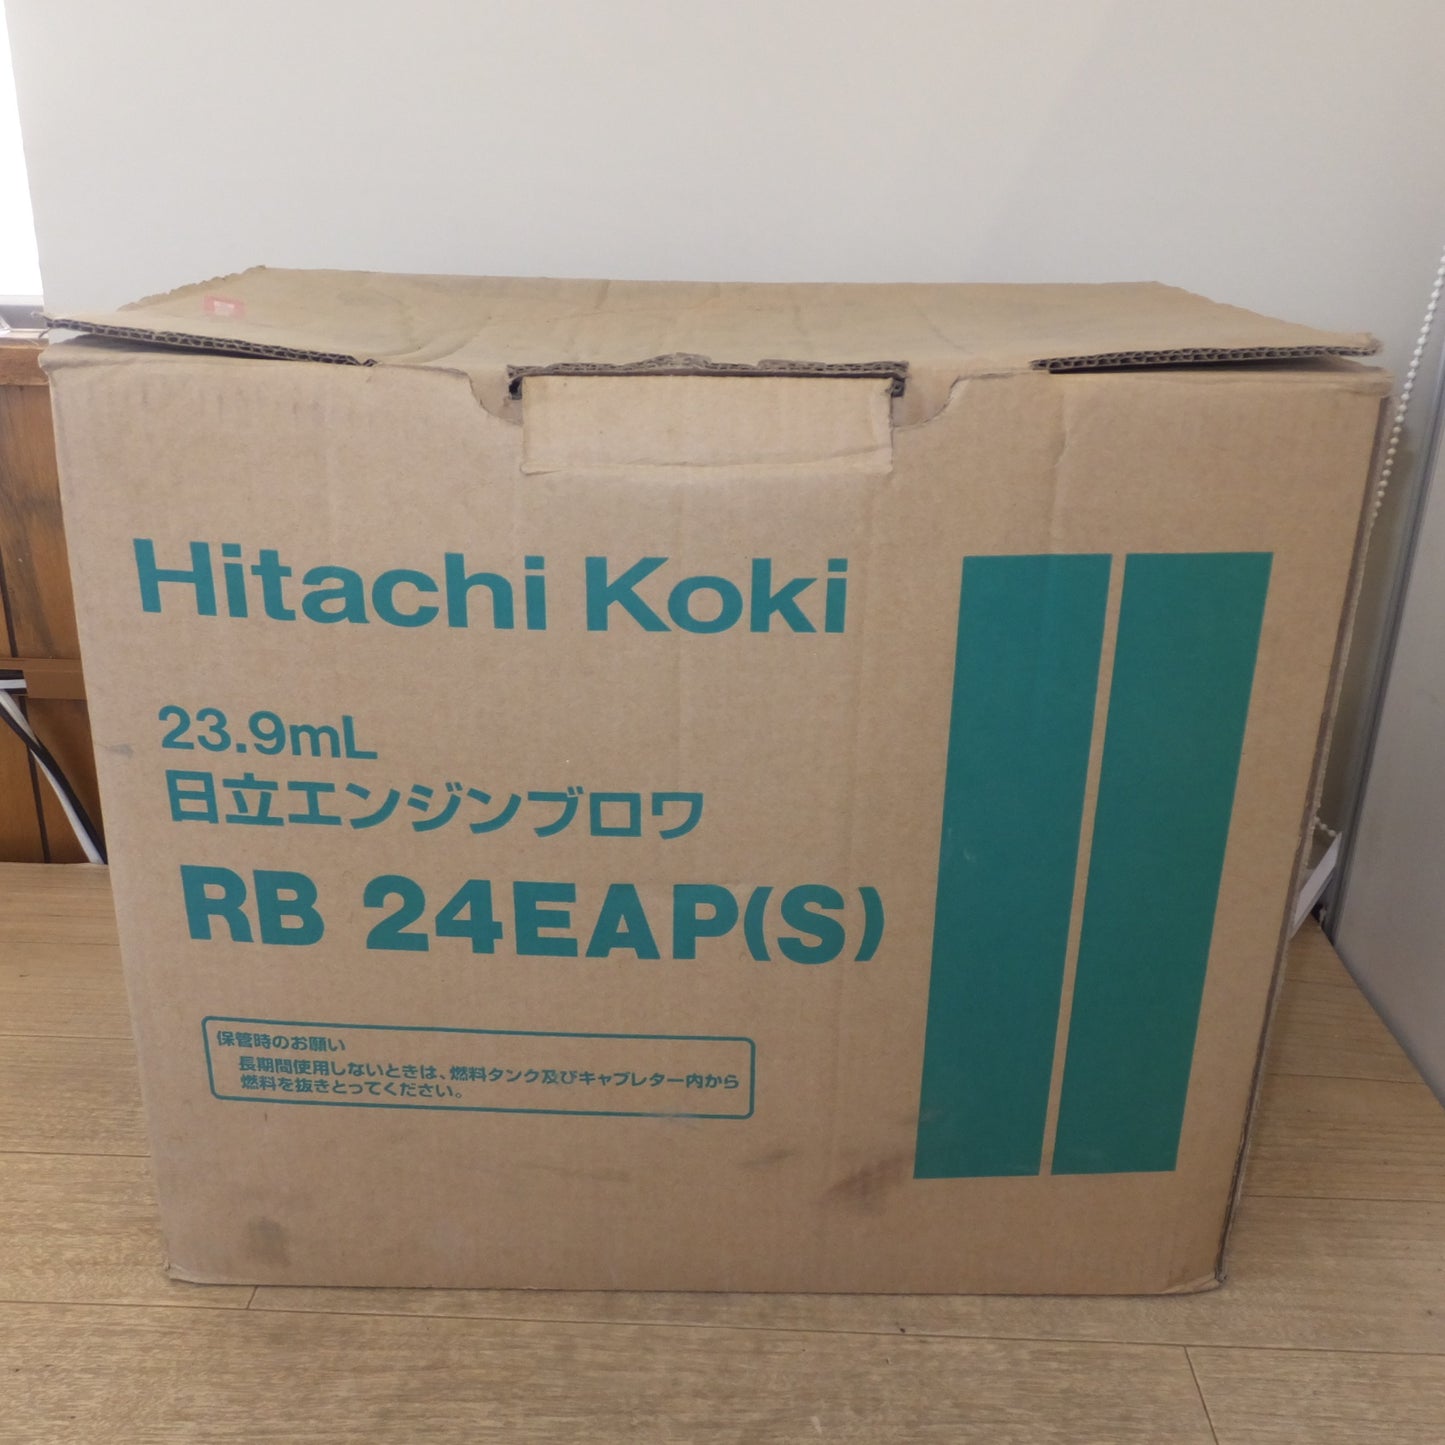 Hitachi Koki
23.9mL
日立エンジンブロワ
RB 24EAP(S)
保管時のお願い
長期間使用しないときは、燃料タンク及びキャブレター内から
燃料を抜きとってください。